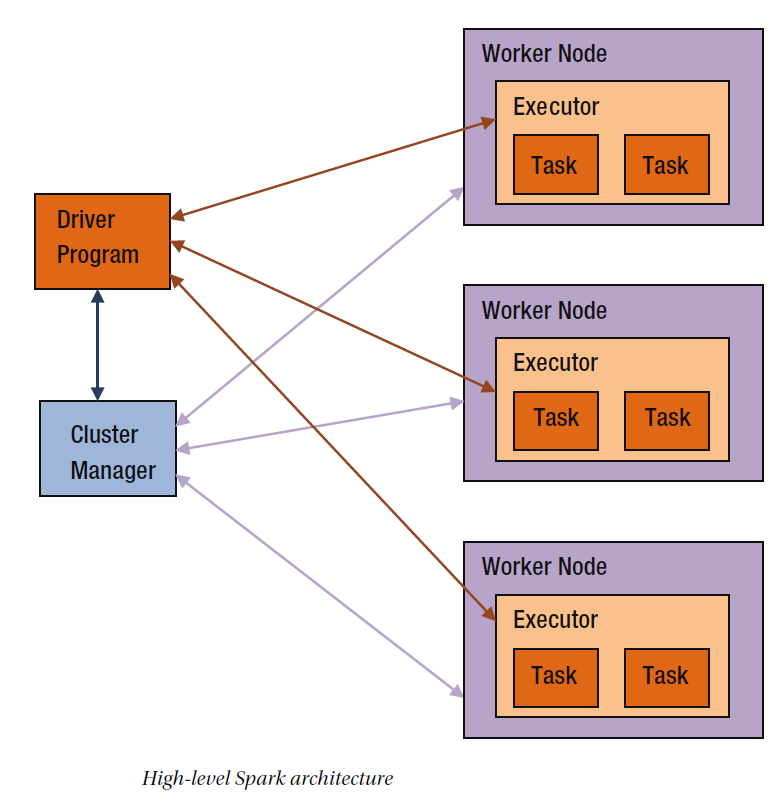 Worker Node
Executor
Task Task
Driver
Program
Worker Node
Executor
Task Task
Cluster
Manager
Worker Node
Executor
Task Task
High-level Spark architecture